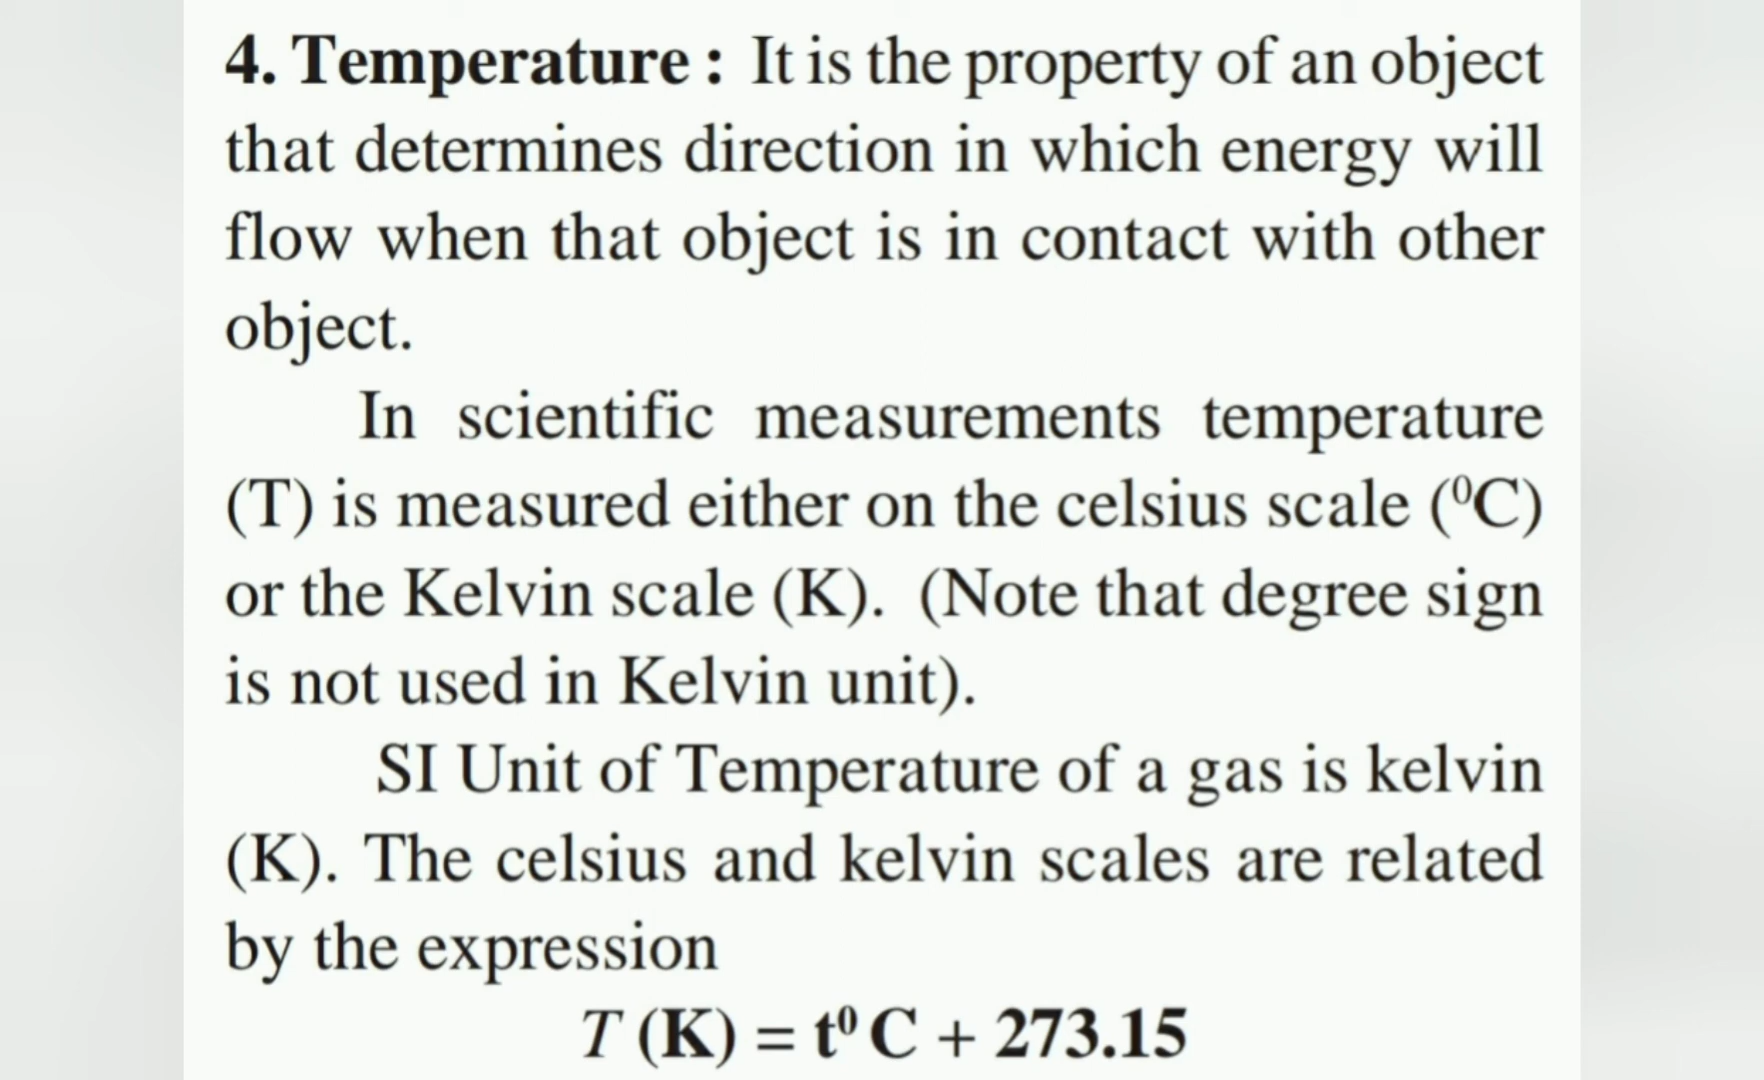 4. Temperature : It is the property of an object
that determines direction in which energy will
flow when that object is in contact with other
object.
In scientific measurements temperature
(T) is measured either on the celsius scale (⁰C)
or the Kelvin scale (K). (Note that degree sign
is not used in Kelvin unit).
SI Unit of Temperature of a gas is kelvin
(K). The celsius and kelvin scales are related
by the expression
T (K) = t⁰ C + 273.15